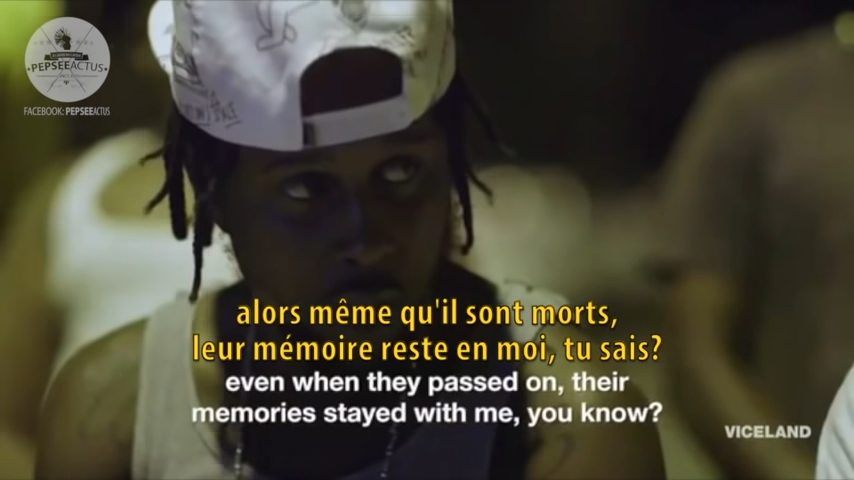 PEPSEEACTUS
FACEBOOK: PEPSEEACTUS
alors même qu'il sont morts,
leur mémoire reste en moi, tu sais?
even when they passed on, their
memories stayed with me, you know?
VICELAND